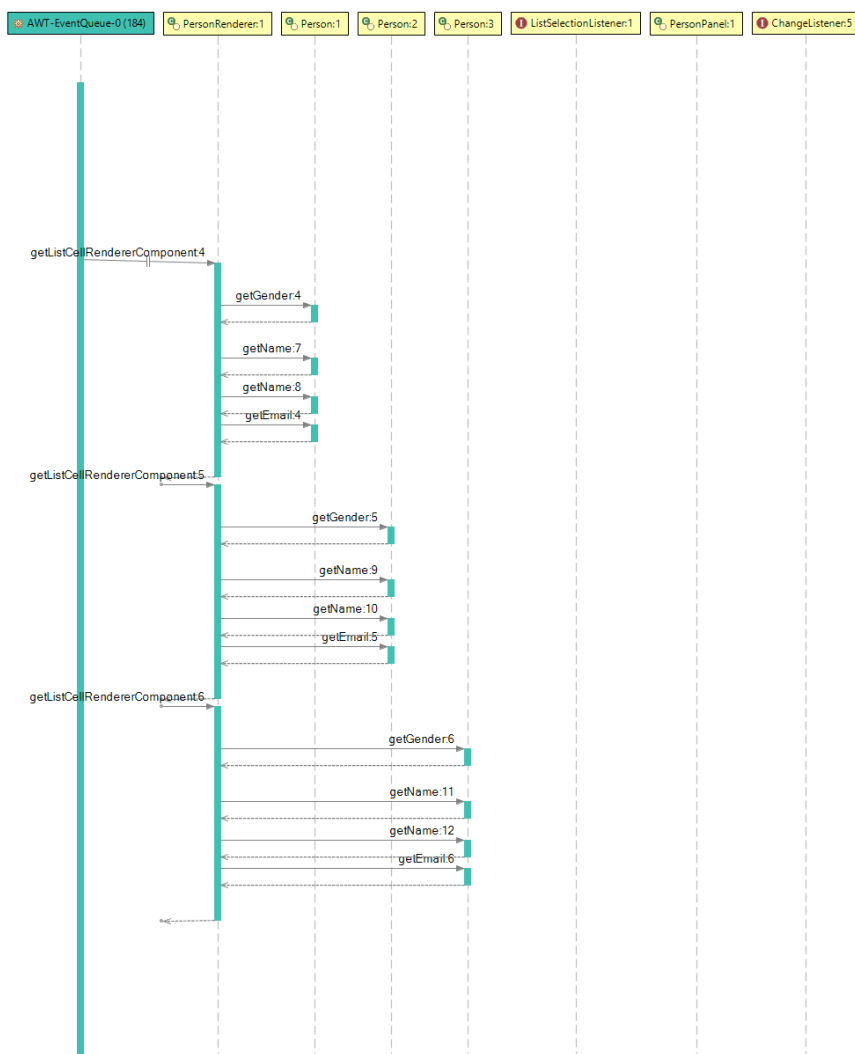 AWT-EventQueue-0 (184)
PersonRenderer:1
Person:1
Person:2
Person:3
ListSelectionListener:1
PersonPanel:1
ChangeListener:5
getListCellRendererComponent:4
getGender:4
getName:7
getName:8
getEmail:4
getListCellRendererComponent:5
getGender:5
getName:9
getName:10
getEmail:5
getListCellRendererComponent:6
getGender:6
getName:11
getName:12
getEmail:6